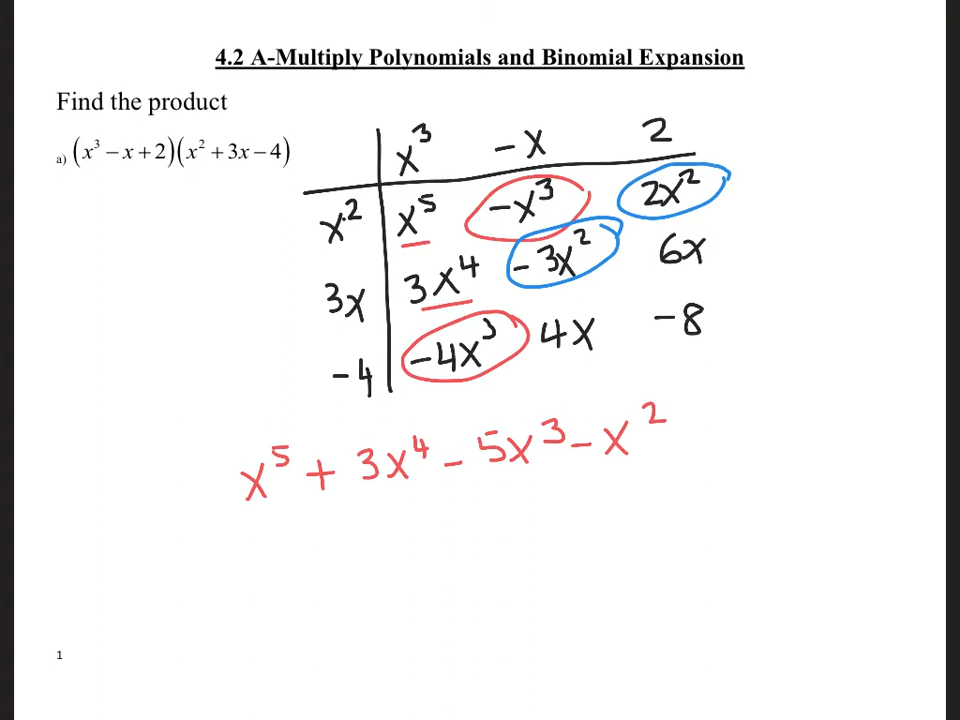 4.2 A-Multiply Polynomials and Binomial Expansion
Find the product
a) (x³ − x + 2)(x² + 3x − 4)
x³ −x 2
x² x⁵ −x³ 2x²
3x 3x⁴ −3x² 6x
−4 −4x³ 4x −8
x⁵ + 3x⁴ − 5x³ − x²
1